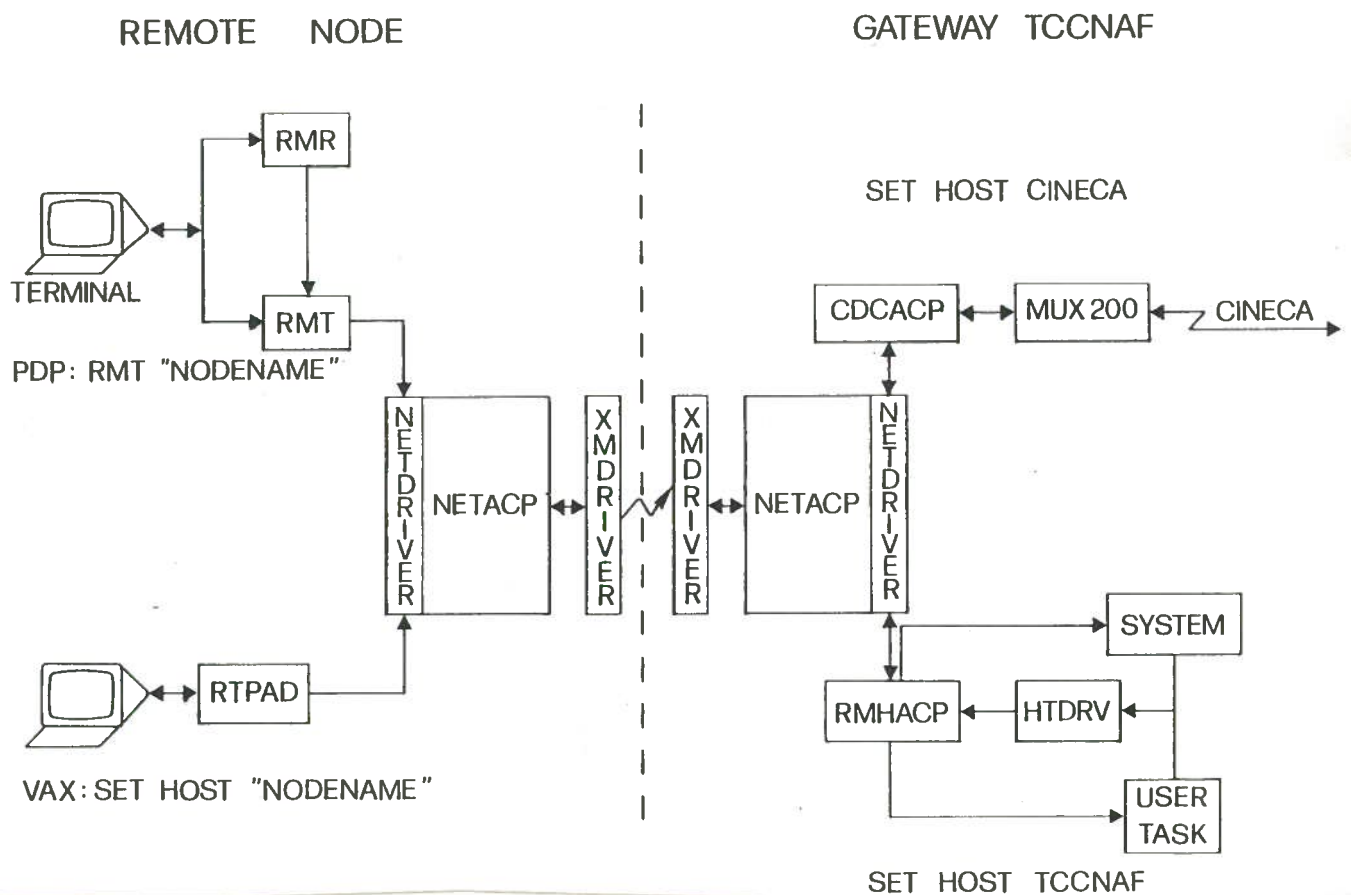 REMOTE NODE
GATEWAY TCCNAF
RMR
TERMINAL
RMT
PDP: RMT "NODENAME"
SET HOST CINECA
CDCACP
MUX 200
CINECA
NETDRIVER
NETACP
XMDRIVER
XMDRIVER
NETACP
NETDRIVER
RTPAD
VAX: SET HOST "NODENAME"
SYSTEM
RMHACP
HTDRV
USER
TASK
SET HOST TCCNAF